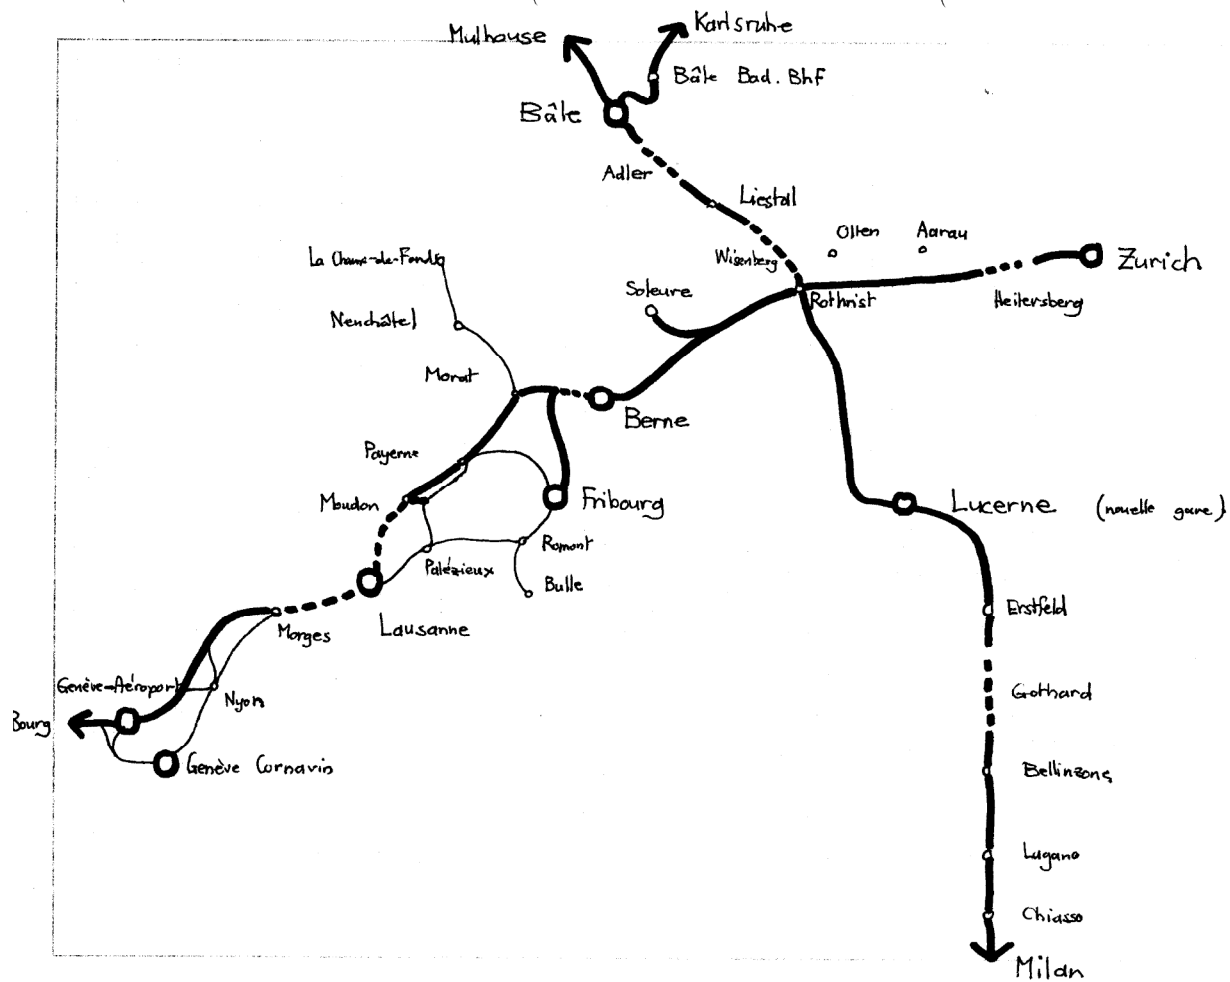 Karlsruhe
Mulhouse
Bâle Bad. Bhf
Bâle
Adler
Liestal
Olten
Aarau
Wisenberg
Zurich
La Chaux-de-Fonds
Soleure
Rothrist
Heitersberg
Neuchâtel
Morat
Berne
Payerne
Moudon
Fribourg
Lucerne (nouvelle gare)
Romont
Palézieux
Bulle
Erstfeld
Lausanne
Morges
Genève-Aéroport
Nyon
Gothard
Bourg
Genève Cornavin
Bellinzona
Lugano
Chiasso
Milan